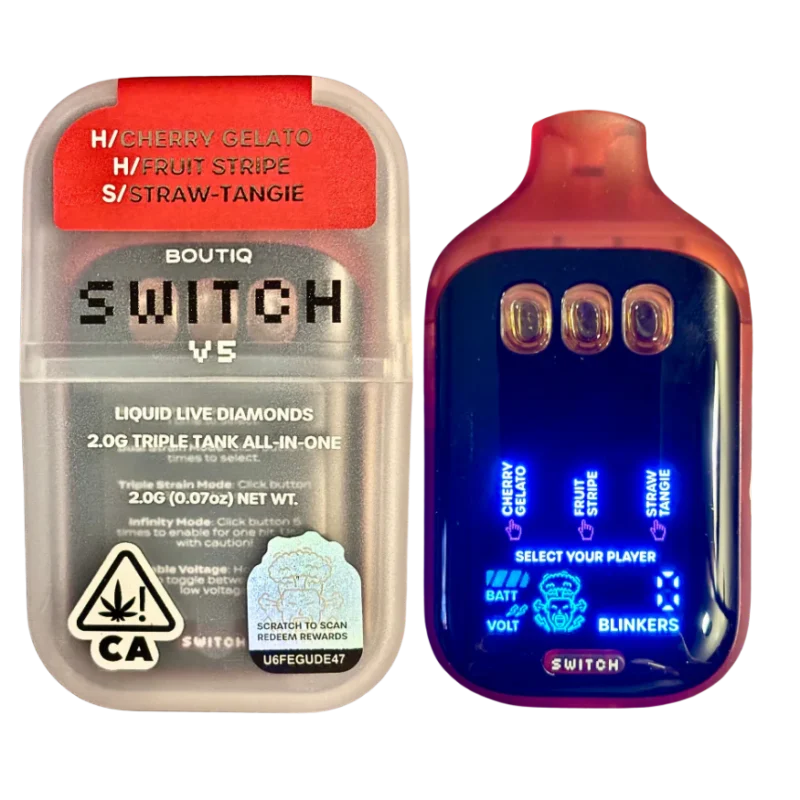 H/CHERRY GELATO
H/FRUIT STRIPE
S/STRAW-TANGIE
BOUTIQ
SWITCH
V5
LIQUID LIVE DIAMONDS
2.0G TRIPLE TANK ALL-IN-ONE
times to select.
Triple Strain Mode: Click button
2.0G (0.07oz) NET WT.
Infinity Mode: Click button 5
times to enable for one hit. Use
with caution!
CA
SWITCH
SCRATCH TO SCAN
REDEEM REWARDS
U6FEGUDE47
CHERRY
GELATO
FRUIT
STRIPE
STRAW
TANGIE
SELECT YOUR PLAYER
BATT
VOLT
0
BLINKERS
SWITCH